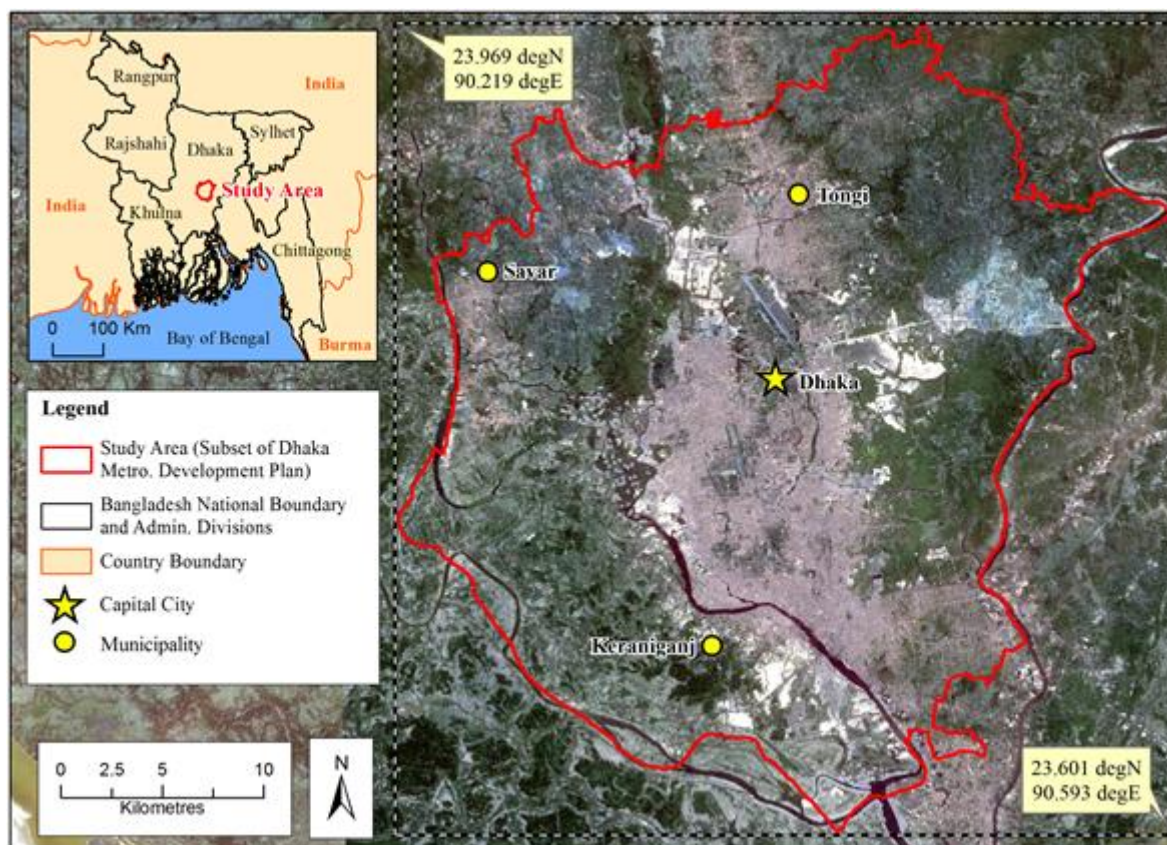 India
Rangpur
India
Rajshahi
Dhaka
Sylhet
Study Area
Khulna
Chittagong
0 100 Km
Bay of Bengal
Burma
23.969 degN
90.219 degE
Tongi
Savar
Dhaka
Keraniganj
23.601 degN
90.593 degE
Legend
Study Area (Subset of Dhaka
Metro. Development Plan)
Bangladesh National Boundary
and Admin. Divisions
Country Boundary
Capital City
Municipality
0 2.5 5 10
Kilometres
N